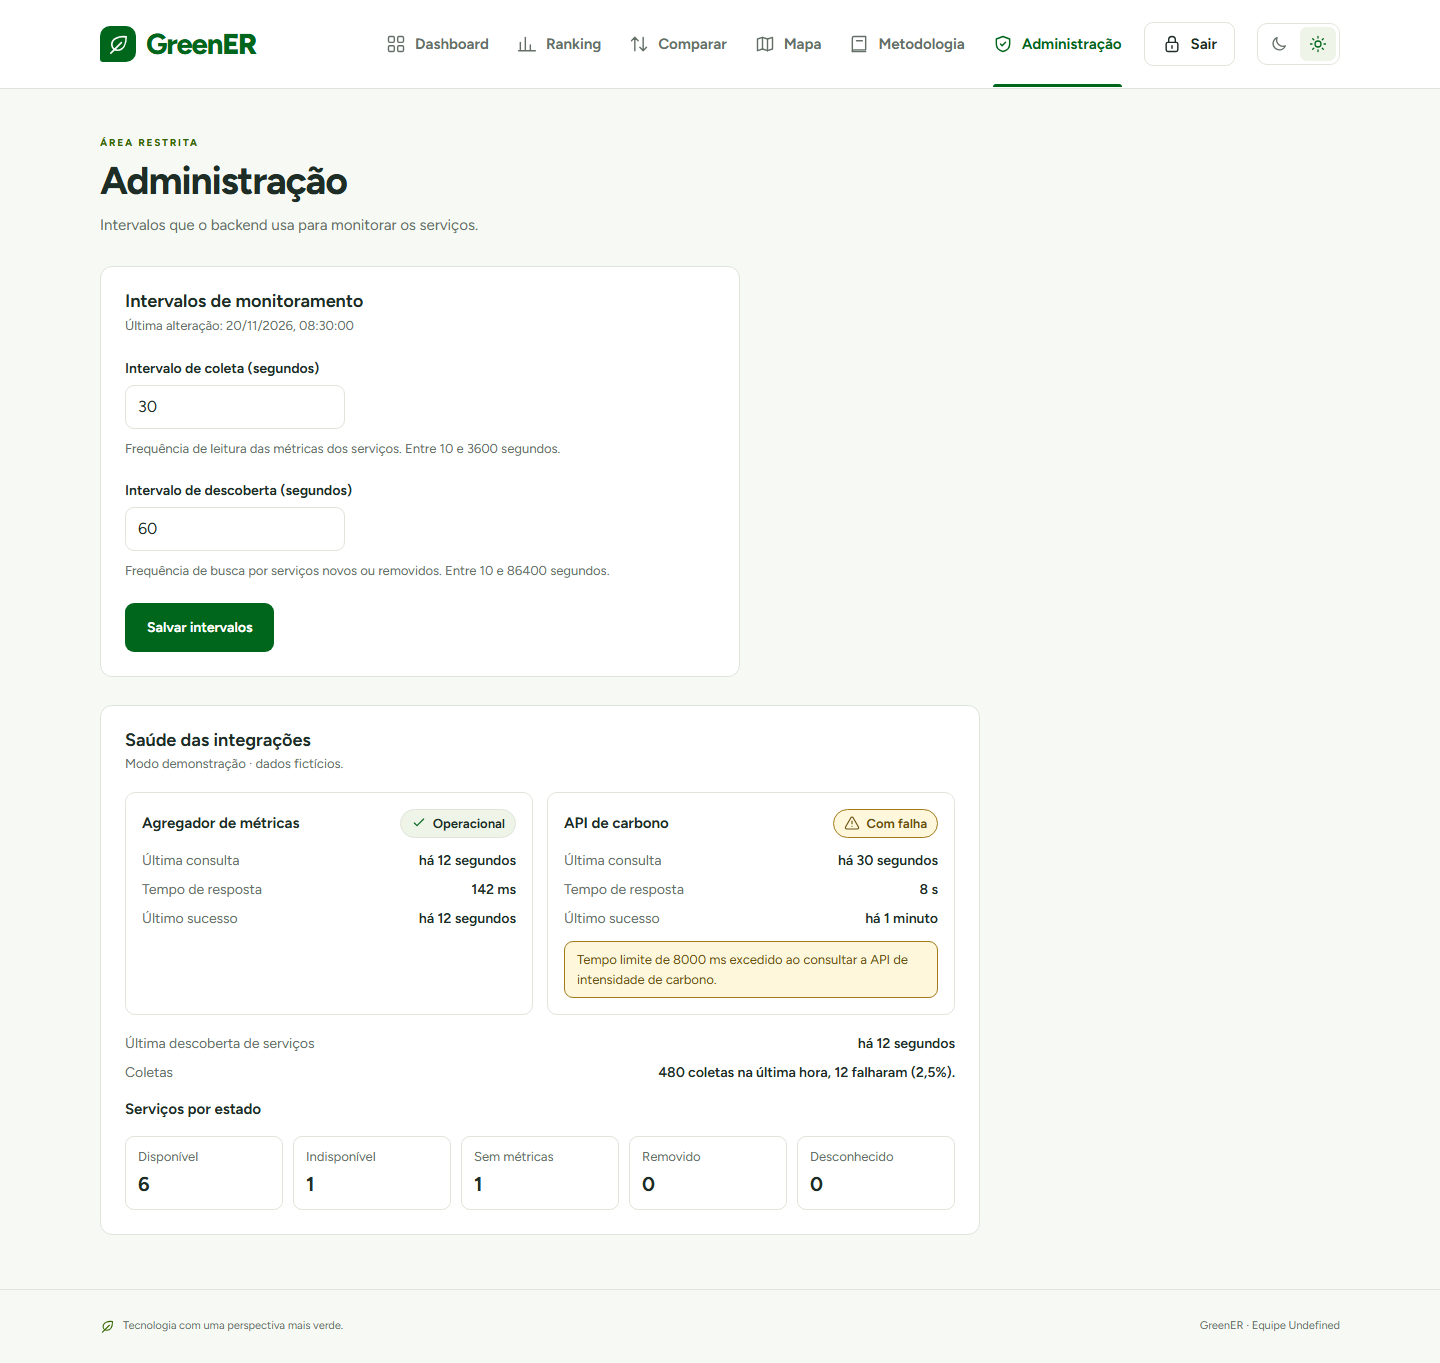 GreenER
Dashboard
Ranking
Comparar
Mapa
Metodologia
Administração
Sair
ÁREA RESTRITA
Administração
Intervalos que o backend usa para monitorar os serviços.
Intervalos de monitoramento
Última alteração: 20/11/2026, 08:30:00
Intervalo de coleta (segundos)
30
Frequência de leitura das métricas dos serviços. Entre 10 e 3600 segundos.
Intervalo de descoberta (segundos)
60
Frequência de busca por serviços novos ou removidos. Entre 10 e 86400 segundos.
Salvar intervalos
Saúde das integrações
Modo demonstração · dados fictícios.
Agregador de métricas
Operacional
Última consulta
há 12 segundos
Tempo de resposta
142 ms
Último sucesso
há 12 segundos
API de carbono
Com falha
Última consulta
há 30 segundos
Tempo de resposta
8 s
Último sucesso
há 1 minuto
Tempo limite de 8000 ms excedido ao consultar a API de
intensidade de carbono.
Última descoberta de serviços
há 12 segundos
Coletas
480 coletas na última hora, 12 falharam (2,5%).
Serviços por estado
Disponível
6
Indisponível
1
Sem métricas
1
Removido
0
Desconhecido
0
Tecnologia com uma perspectiva mais verde.
GreenER · Equipe Undefined